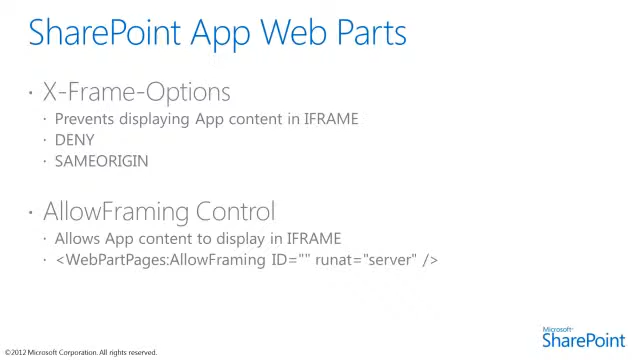 SharePoint App Web Parts
· X-Frame-Options
· Prevents displaying App content in IFRAME
· DENY
· SAMEORIGIN
· AllowFraming Control
· Allows App content to display in IFRAME
· <WebPartPages:AllowFraming ID="" runat="server" />
©2012 Microsoft Corporation. All rights reserved.
Microsoft®
SharePoint